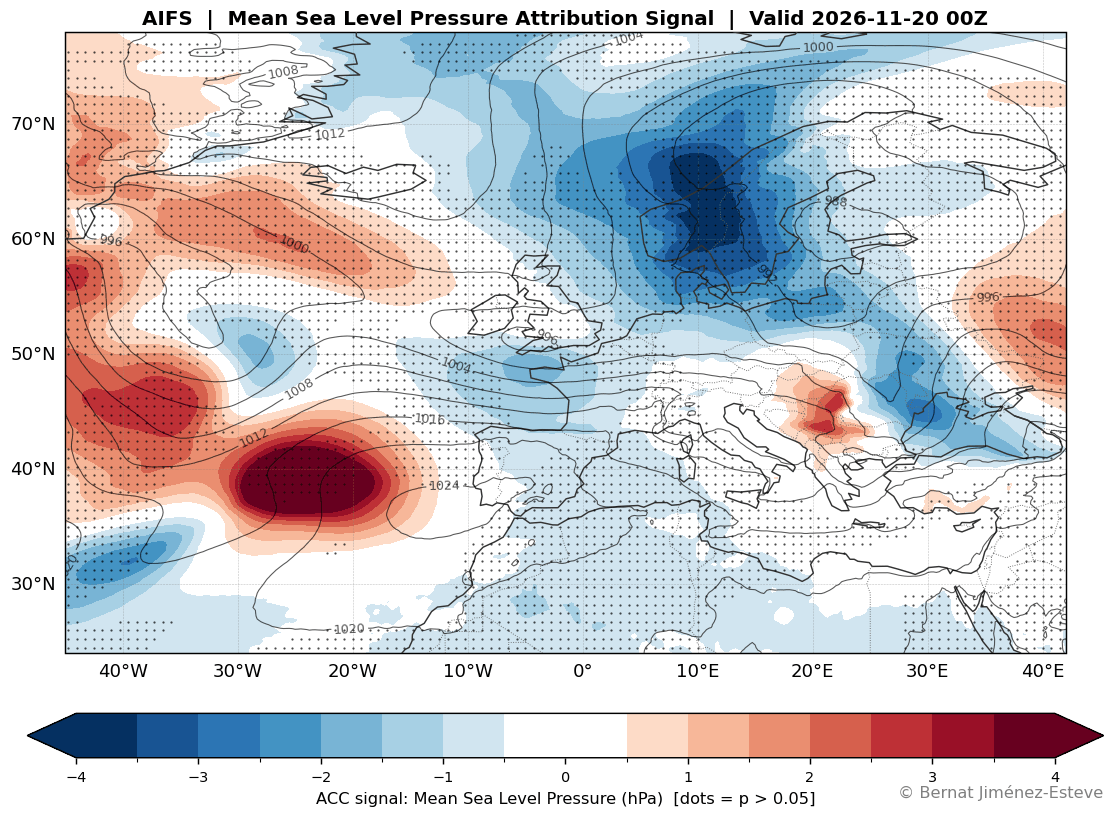 AIFS | Mean Sea Level Pressure Attribution Signal | Valid 2026-11-20 00Z
1004
1000
1008
70°N
1012
988
60°N
996
1000
996
992
50°N
996
1004
1008
1016
1012
40°N
1024
30°N
1020
40°W 30°W 20°W 10°W 0° 10°E 20°E 30°E 40°E
−4 −3 −2 −1 0 1 2 3 4
ACC signal: Mean Sea Level Pressure (hPa) [dots = p > 0.05]
© Bernat Jiménez-Esteve